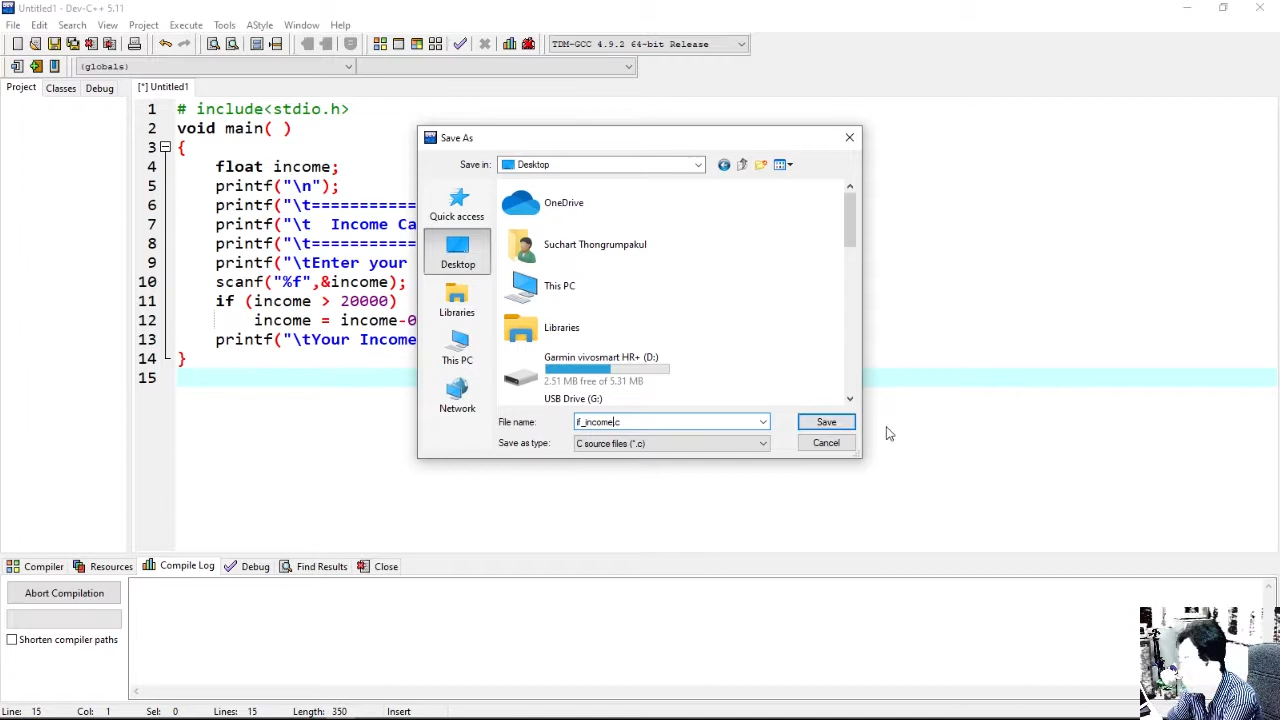 Untitled1 - Dev-C++ 5.11
File Edit Search View Project Execute Tools AStyle Window Help
TDM-GCC 4.9.2 64-bit Release
(globals)
Project Classes Debug [*] Untitled1
1 # include<stdio.h>
2 void main( )
3 {
4 float income;
5 printf("\n");
6 printf("\t===========
7 printf("\t Income Ca
8 printf("\t===========
9 printf("\tEnter your
10 scanf("%f",&income);
11 if (income > 20000)
12 income = income-0
13 printf("\tYour Income
14 }
15
Save As
Save in: Desktop
Quick access
Desktop
Libraries
This PC
Network
OneDrive
Suchart Thongrumpakul
This PC
Libraries
Garmin vivosmart HR+ (D:)
2.51 MB free of 5.31 MB
USB Drive (G:)
File name: if_income.c Save
Save as type: C source files (*.c) Cancel
Compiler Resources Compile Log Debug Find Results Close
Abort Compilation
Shorten compiler paths
Line: 15 Col: 1 Sel: 0 Lines: 15 Length: 350 Insert